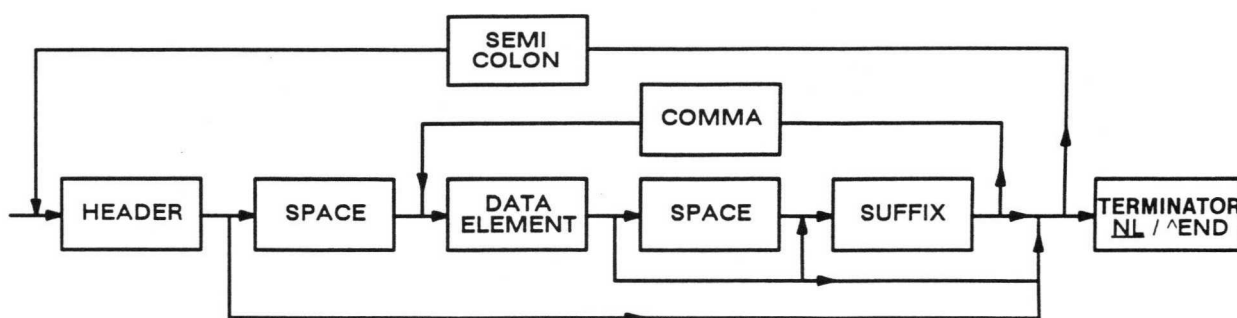 SEMI
COLON
COMMA
HEADER
SPACE
DATA
ELEMENT
SPACE
SUFFIX
TERMINATOR
NL / ^END